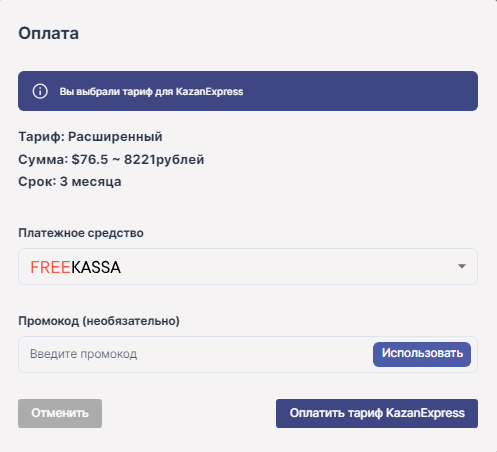 Оплата
Вы выбрали тариф для KazanExpress
Тариф: Расширенный
Сумма: $76.5 ~ 8221рублей
Срок: 3 месяца
Платежное средство
FREEKASSA
Промокод (необязательно)
Введите промокод
Использовать
Отменить
Оплатить тариф KazanExpress